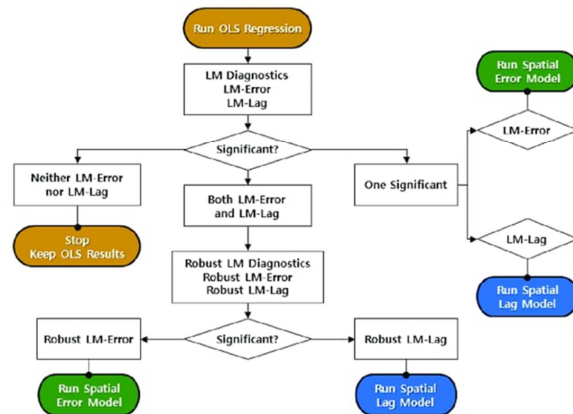 Run OLS Regression
LM Diagnostics
LM-Error
LM-Lag
Significant?
Neither LM-Error
nor LM-Lag
Stop
Keep OLS Results
Both LM-Error
and LM-Lag
One Significant
Run Spatial
Error Model
LM-Error
LM-Lag
Run Spatial
Lag Model
Robust LM Diagnostics
Robust LM-Error
Robust LM-Lag
Significant?
Robust LM-Error
Robust LM-Lag
Run Spatial
Error Model
Run Spatial
Lag Model